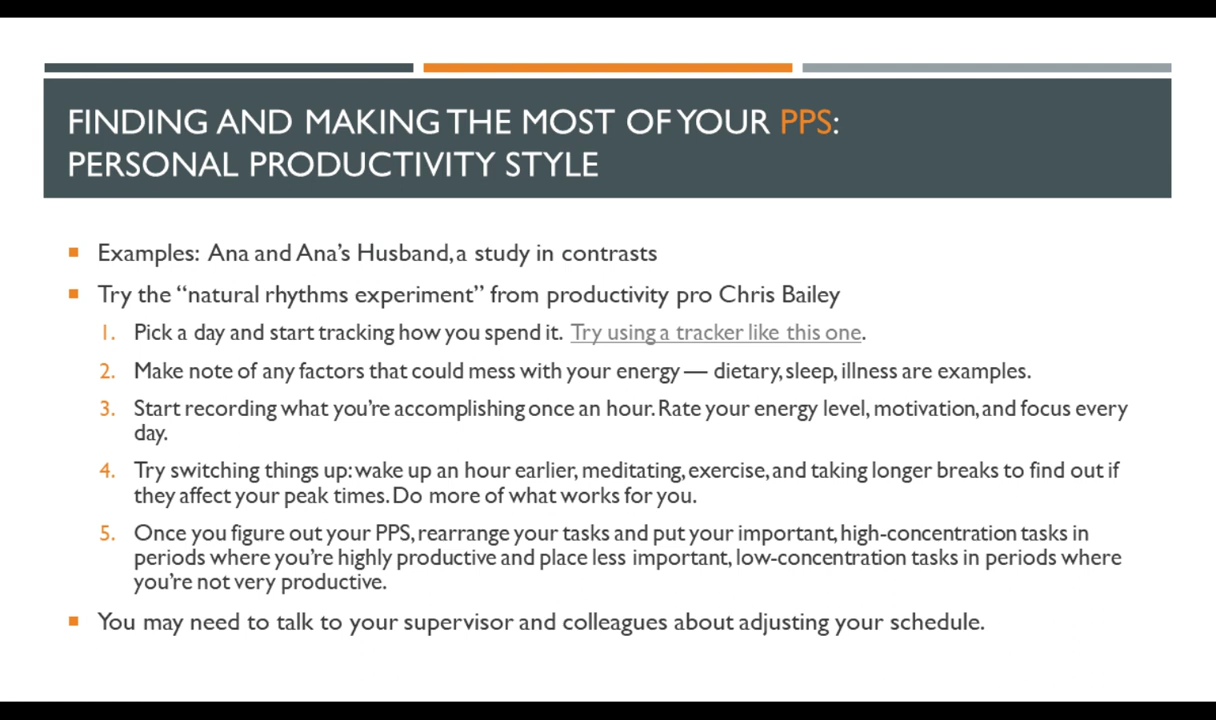 FINDING AND MAKING THE MOST OF YOUR PPS:
PERSONAL PRODUCTIVITY STYLE
Examples: Ana and Ana's Husband, a study in contrasts
Try the “natural rhythms experiment” from productivity pro Chris Bailey
1. Pick a day and start tracking how you spend it. Try using a tracker like this one.
2. Make note of any factors that could mess with your energy — dietary, sleep, illness are examples.
3. Start recording what you're accomplishing once an hour. Rate your energy level, motivation, and focus every
day.
4. Try switching things up: wake up an hour earlier, meditating, exercise, and taking longer breaks to find out if
they affect your peak times. Do more of what works for you.
5. Once you figure out your PPS, rearrange your tasks and put your important, high-concentration tasks in
periods where you're highly productive and place less important, low-concentration tasks in periods where
you're not very productive.
You may need to talk to your supervisor and colleagues about adjusting your schedule.